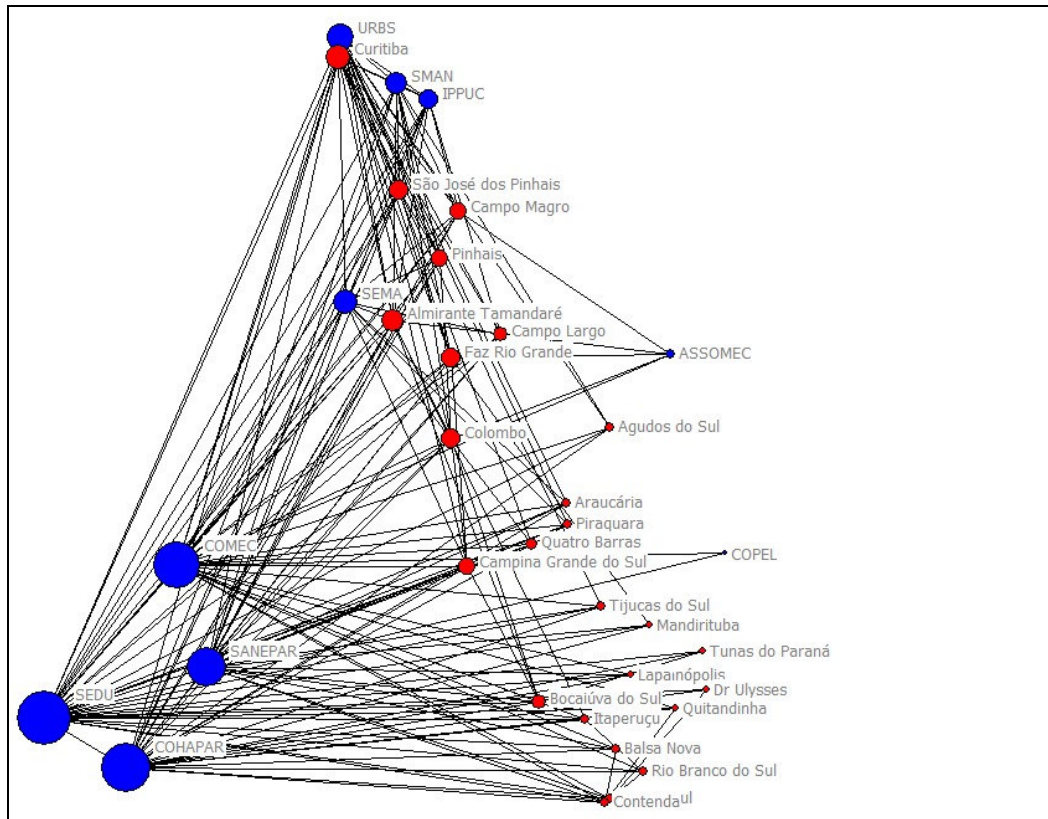 URBS
Curitiba
SMAN
IPPUC
São José dos Pinhais
Campo Magro
Pinhais
SEMA
Almirante Tamandaré
Campo Largo
Faz Rio Grande
ASSOMEC
Agudos do Sul
Colombo
Araucária
Piraquara
Quatro Barras
COMEC
COPEL
Campina Grande do Sul
Tijucas do Sul
Mandirituba
SANEPAR
Tunas do Paraná
Lapa
Dr Ulysses
SEDU
Bocaiúva do Sul
Quitandinha
Itaperuçu
COHAPAR
Balsa Nova
Rio Branco do Sul
Contenda